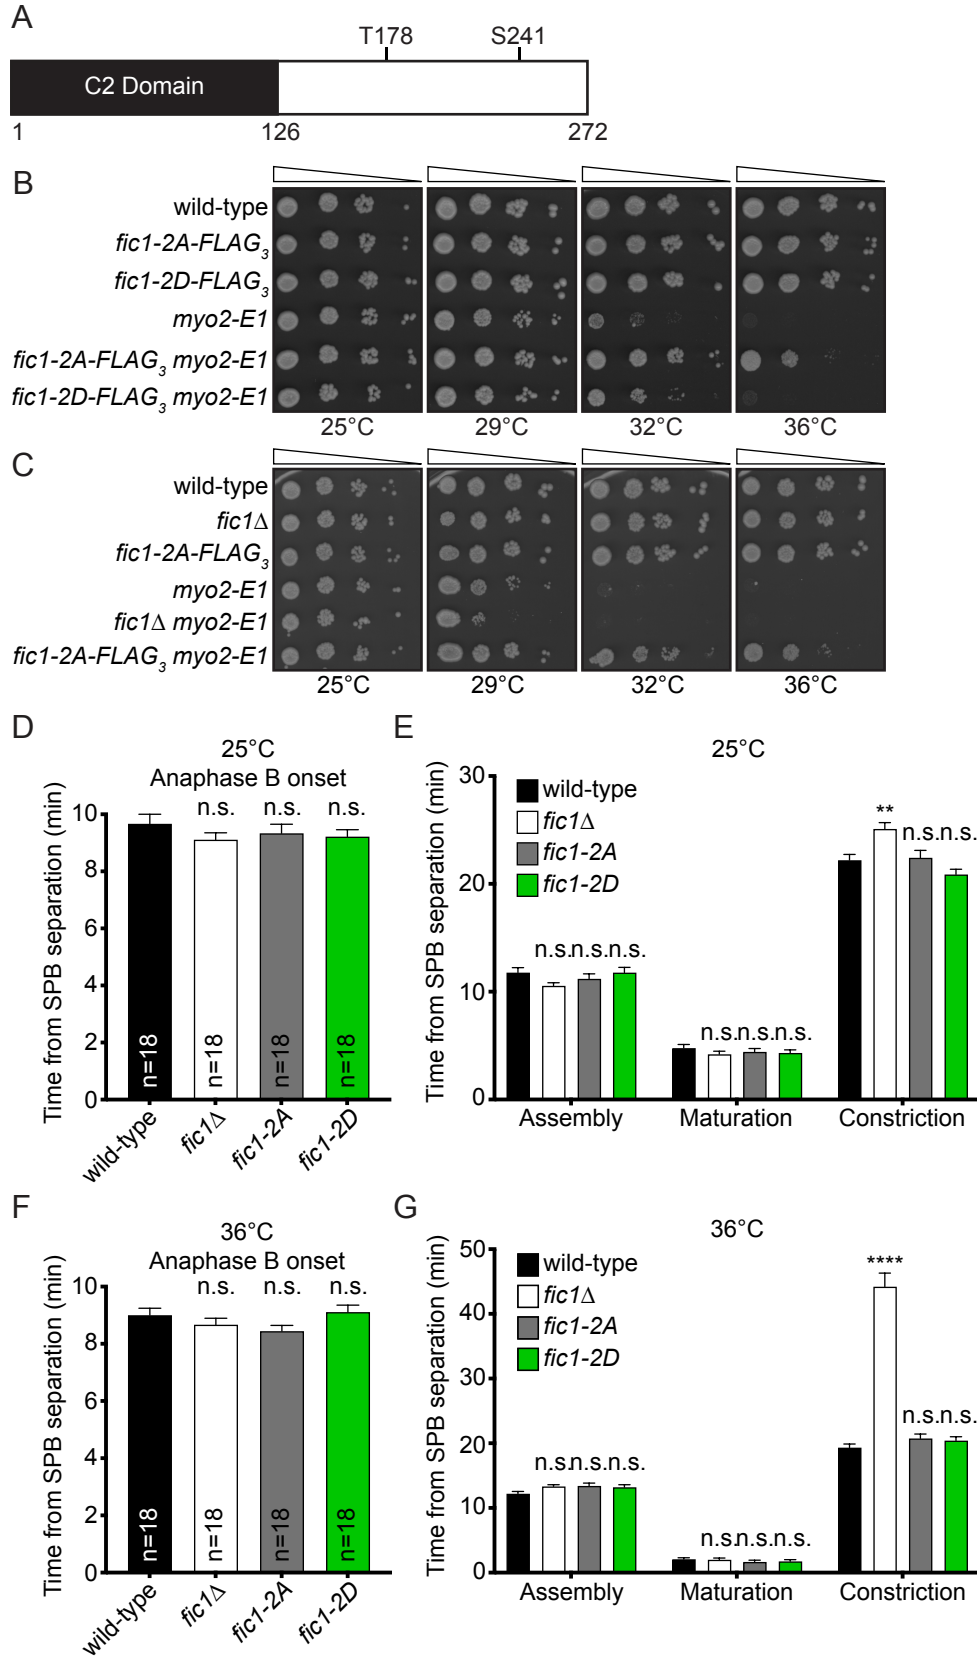 A
T178 S241
C2 Domain
1 126 272
B
wild-type
fic1-2A-FLAG3
fic1-2D-FLAG3
myo2-E1
fic1-2A-FLAG3 myo2-E1
fic1-2D-FLAG3 myo2-E1
25°C 29°C 32°C 36°C
C
wild-type
fic1Δ
fic1-2A-FLAG3
myo2-E1
fic1Δ myo2-E1
fic1-2A-FLAG3 myo2-E1
25°C 29°C 32°C 36°C
D
25°C
Anaphase B onset
Time from SPB separation (min)
10
8
6
4
2
0
n.s. n.s. n.s.
n=18 n=18 n=18 n=18
wild-type fic1Δ fic1-2A fic1-2D
E
25°C
Time from SPB separation (min)
30
20
10
0
wild-type
fic1Δ
fic1-2A
fic1-2D
n.s. n.s. n.s.
n.s. n.s. n.s.
** n.s. n.s.
Assembly Maturation Constriction
F
36°C
Anaphase B onset
Time from SPB separation (min)
10
8
6
4
2
0
n.s. n.s. n.s.
n=18 n=18 n=18 n=18
wild-type fic1Δ fic1-2A fic1-2D
G
36°C
Time from SPB separation (min)
50
40
30
20
10
0
wild-type
fic1Δ
fic1-2A
fic1-2D
n.s. n.s. n.s.
n.s. n.s. n.s.
**** n.s. n.s.
Assembly Maturation Constriction